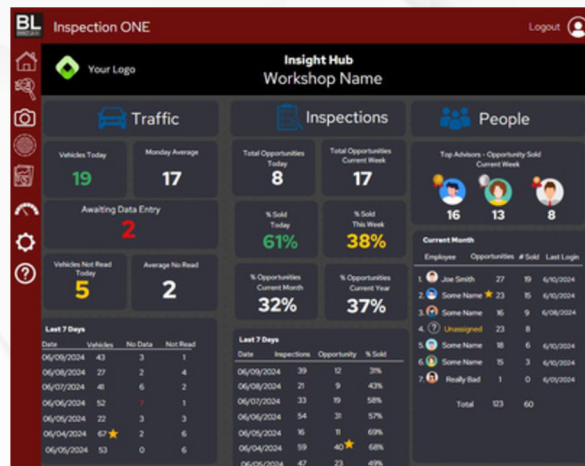 BL Inspection ONE Logout
Your Logo
Insight Hub
Workshop Name
Traffic
Vehicles Today
19
Monday Average
17
Awaiting Data Entry
2
Vehicles Not Read
Today
5
Average No Read
2
Last 7 Days
Date Vehicles No Data Not Read
06/09/2024 43 3 1
06/08/2024 27 2 4
06/07/2024 41 6 2
06/06/2024 52 7 1
06/05/2024 22 3 3
06/04/2024 67 2 6
06/05/2024 53 0 6
Inspections
Total Opportunities
Today
8
Total Opportunities
Current Week
17
% Sold
Today
61%
% Sold
This Week
38%
% Opportunities
Current Month
32%
% Opportunities
Current Year
37%
Last 7 Days
Date Inspections Opportunity % Sold
06/09/2024 39 12 31%
06/08/2024 21 9 43%
06/07/2024 33 19 58%
06/06/2024 54 31 57%
06/05/2024 16 11 69%
06/04/2024 59 40 68%
06/05/2024 47 23 49%
People
Top Advisors - Opportunity Sold
Current Week
16 13 8
Current Month
Employee Opportunities # Sold Last Login
1. Joe Smith 27 19 6/10/2024
2. Some Name 23 15 6/10/2024
3. Some Name 16 9 6/08/2024
4. ? Unassigned 23 8
5. Some Name 18 6 6/10/2024
6. Some Name 15 3 6/10/2024
7. Really Bad 1 0 6/01/2024
Total 123 60